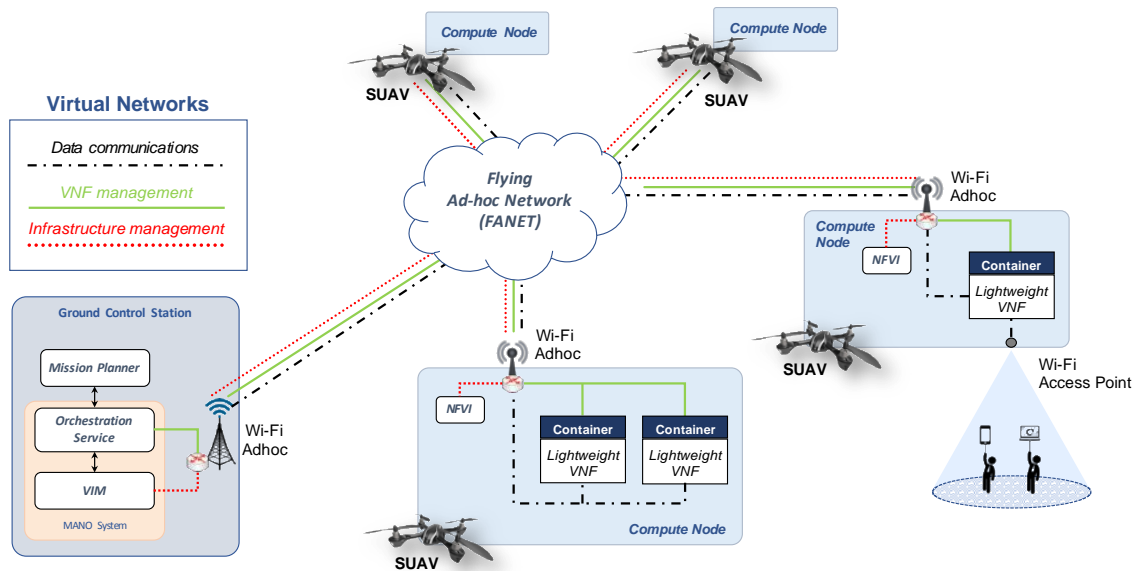 Compute Node
SUAV
Compute Node
SUAV
Virtual Networks
Data communications
VNF management
Infrastructure management
Flying
Ad-hoc Network
(FANET)
Wi-Fi
Adhoc
Compute
Node
NFVI
Container
Lightweight
VNF
SUAV
Wi-Fi
Access Point
Ground Control Station
Mission Planner
Orchestration
Service
VIM
MANO System
Wi-Fi
Adhoc
Wi-Fi
Adhoc
NFVI
Container
Lightweight
VNF
Container
Lightweight
VNF
Compute Node
SUAV